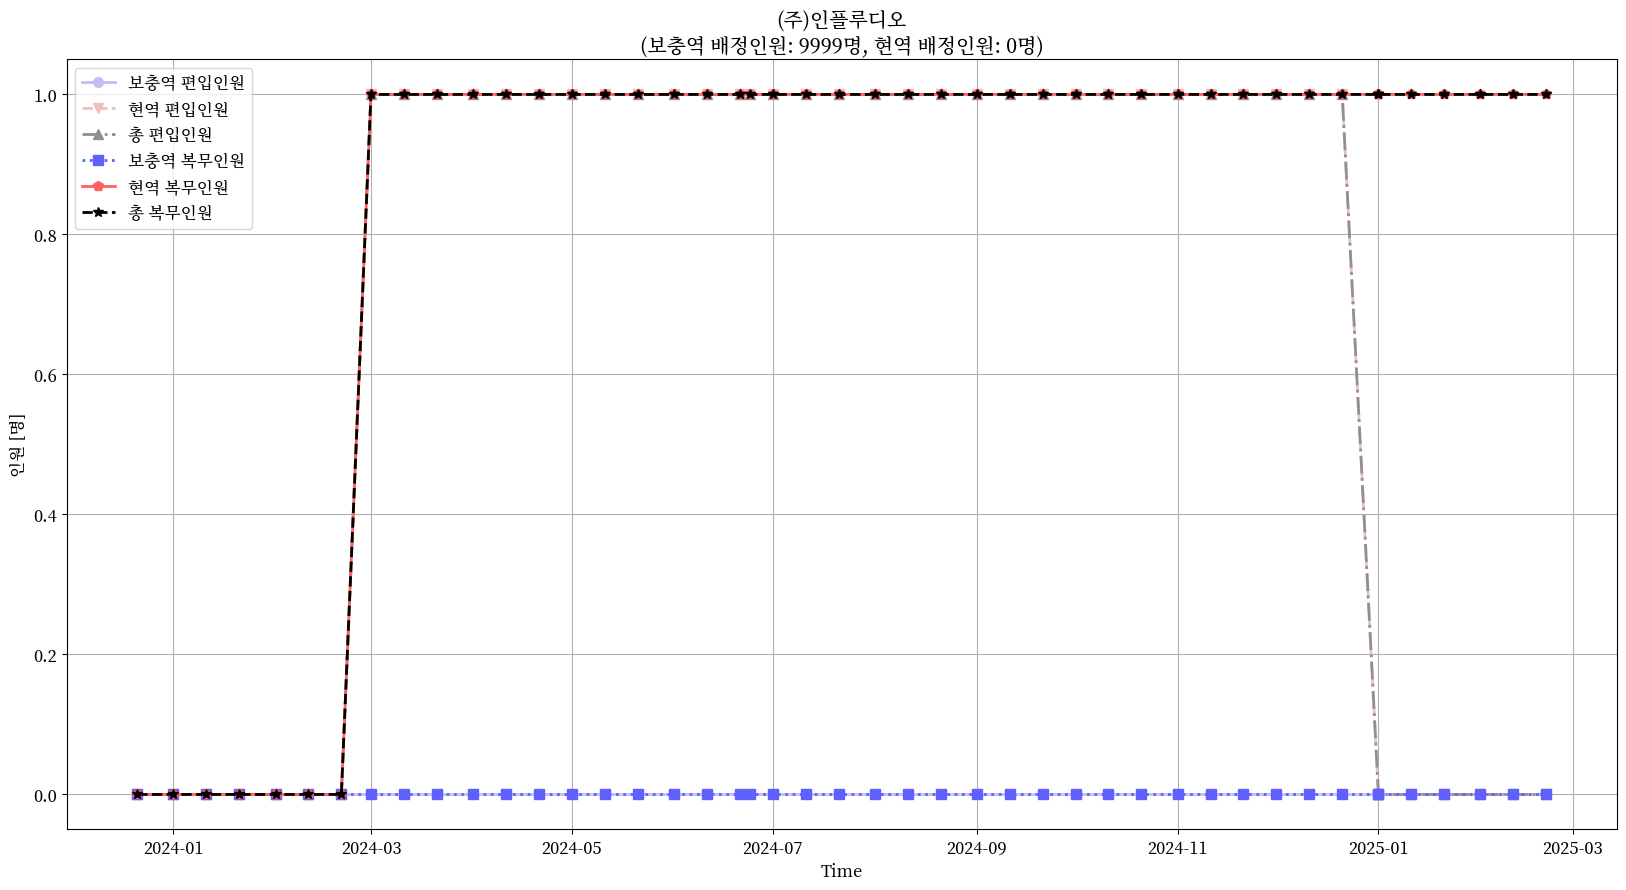 (주)인플루디오
(보충역 배정인원: 9999명, 현역 배정인원: 0명)
보충역 편입인원
현역 편입인원
총 편입인원
보충역 복무인원
현역 복무인원
총 복무인원
1.0
0.8
0.6
0.4
0.2
0.0
인원 [명]
2024-01
2024-03
2024-05
2024-07
2024-09
2024-11
2025-01
2025-03
Time